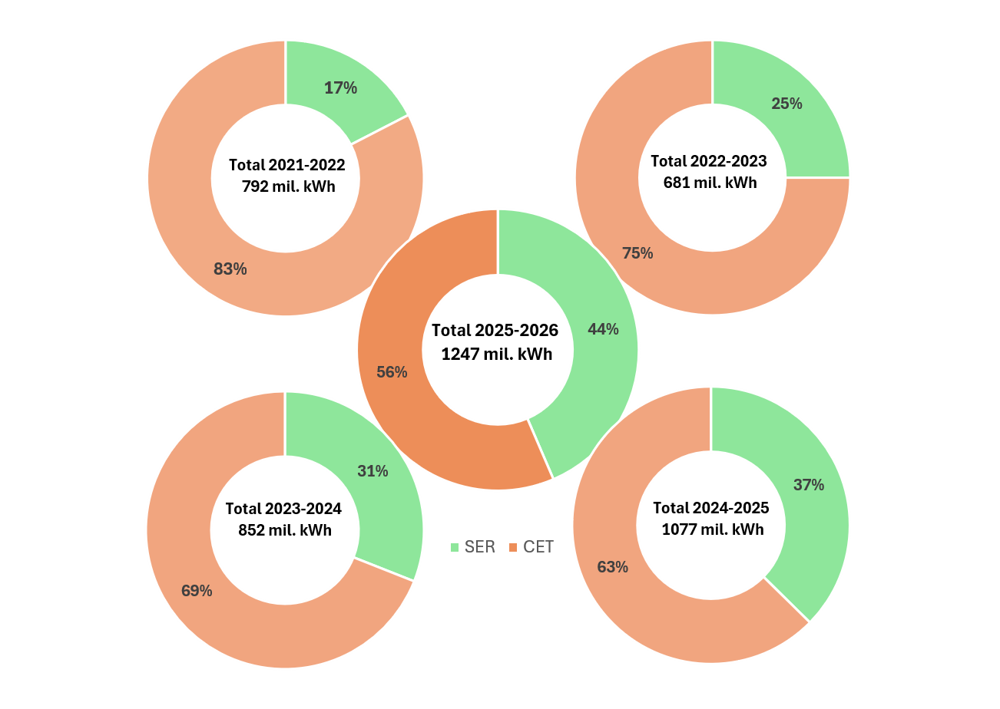 17%
Total 2021-2022
792 mil. kWh
83%
25%
Total 2022-2023
681 mil. kWh
75%
Total 2025-2026
1247 mil. kWh
44%
56%
31%
Total 2023-2024
852 mil. kWh
69%
37%
Total 2024-2025
1077 mil. kWh
63%
SER CET